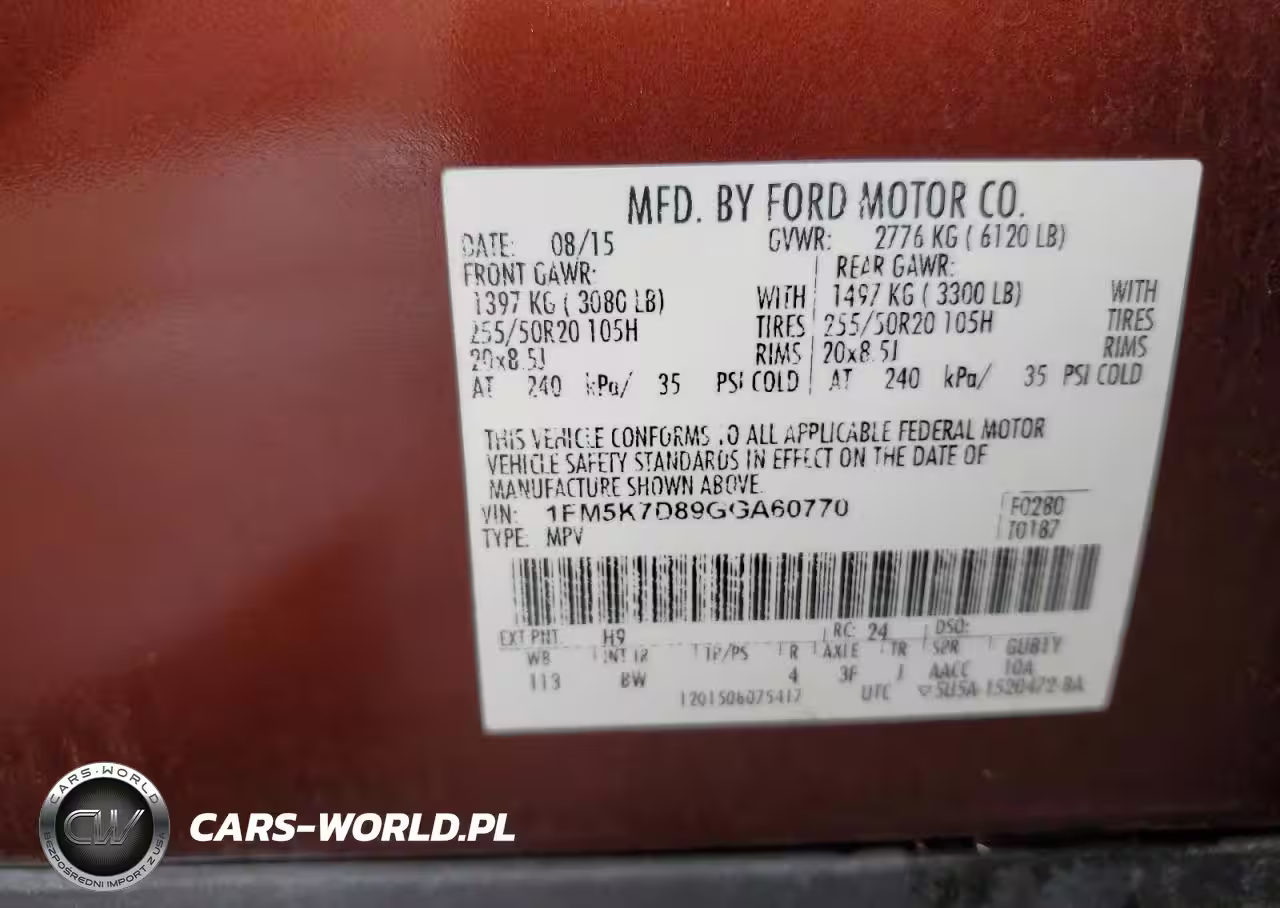 MFD. BY FORD MOTOR CO.
DATE: 08/15 GVWR: 2776 KG ( 6120 LB)
FRONT GAWR: REAR GAWR:
1397 KG ( 3080 LB) WITH 1497 KG ( 3300 LB) WITH
255/50R20 105H TIRES 255/50R20 105H TIRES
20x8.5J RIMS 20x8.5J RIMS
AT 240 kPa/ 35 PSI COLD AT 240 kPa/ 35 PSI COLD
THIS VEHICLE CONFORMS TO ALL APPLICABLE FEDERAL MOTOR
VEHICLE SAFETY STANDARDS IN EFFECT ON THE DATE OF
MANUFACTURE SHOWN ABOVE.
VIN: 1FM5K7D89GGA60770 F0280
TYPE: MPV T0187
EXT PNT H9 RC: 24 DSO:
WB INT TR TP/PS R AXLE TR SPR
113 BW 4 3F J AACC 10A
1201506075417 UTC
CARS-WORLD
CW
BEZPOŚREDNI IMPORT Z USA
CARS-WORLD.PL